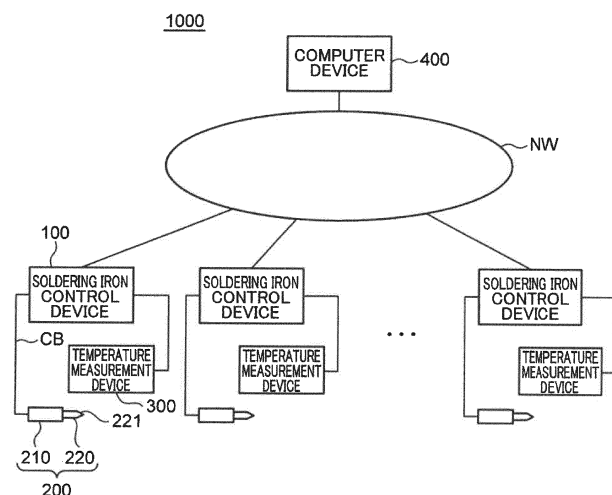 1000
COMPUTER
DEVICE
400
NW
100
SOLDERING IRON
CONTROL
DEVICE
SOLDERING IRON
CONTROL
DEVICE
SOLDERING IRON
CONTROL
DEVICE
CB
...
TEMPERATURE
MEASUREMENT
DEVICE
TEMPERATURE
MEASUREMENT
DEVICE
TEMPERATURE
MEASUREMENT
DEVICE
300
221
210
220
200